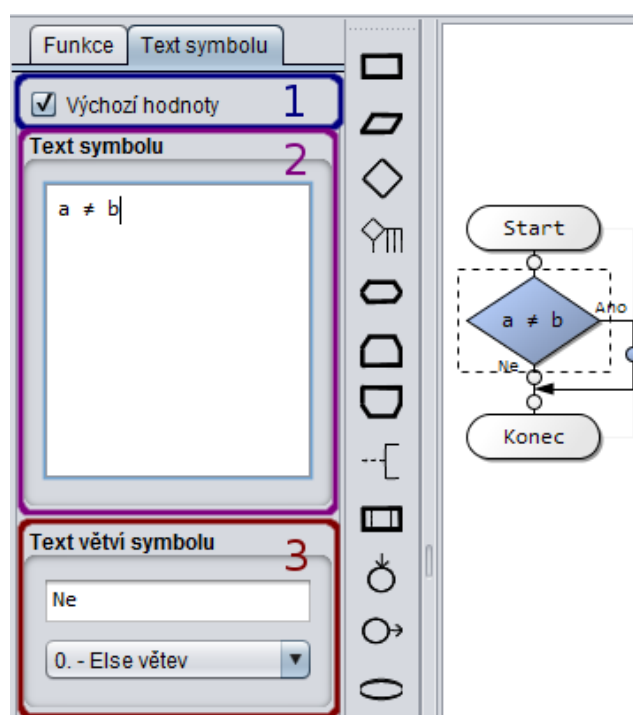 Funkce Text symbolu
Výchozí hodnoty 1
Text symbolu 2
a ≠ b
Text větví symbolu 3
Ne
0. - Else větev
Start
a ≠ b
Ano
Ne
Konec